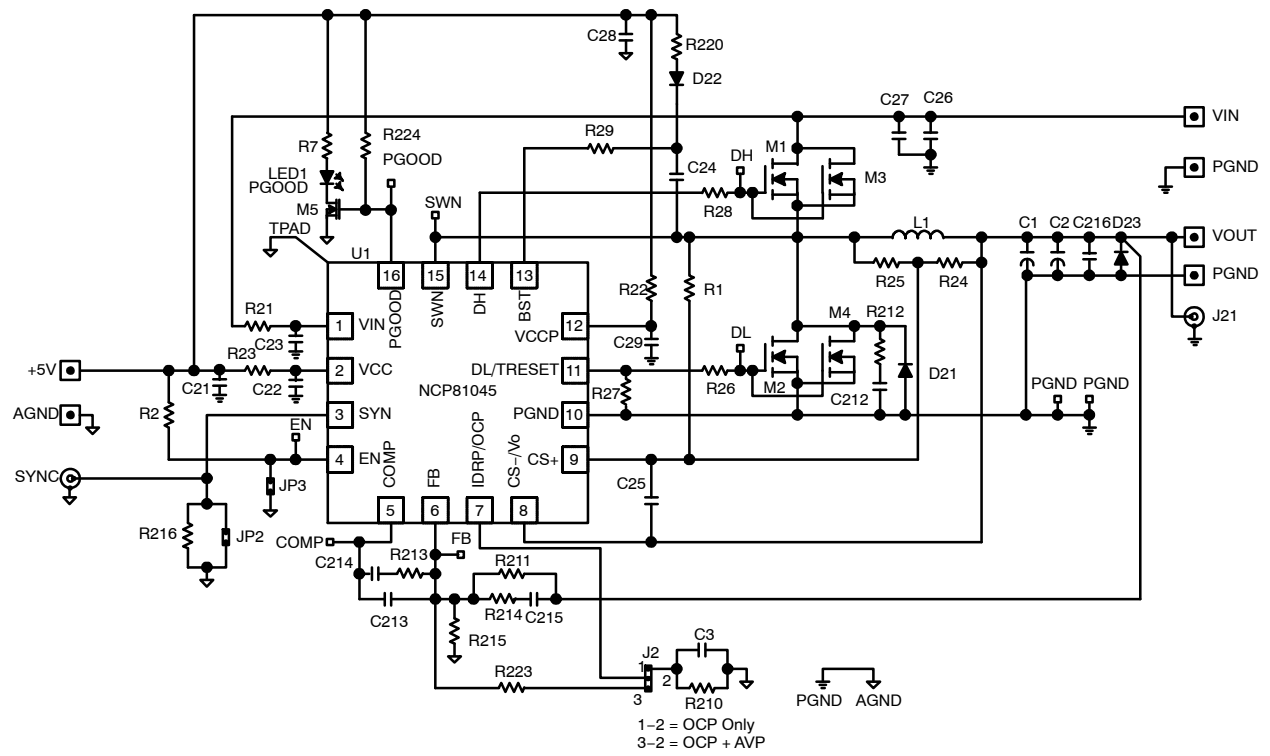 C28
R220
D22
C27
C26
VIN
R7
R224
PGOOD
R29
C24
DH
M1
M3
PGND
LED1
PGOOD
M5
SWN
R28
TPAD
U1
L1
C1
C2
C216
D23
VOUT
16
15
14
13
PGOOD
SWN
DH
BST
R22
R1
R25
R24
PGND
R21
1
VIN
C23
VCCP
12
C29
DL
M4
R212
J21
+5V
R23
C21
C22
2
VCC
DL/TRESET
11
NCP81045
R26
M2
D21
R27
R2
AGND
3
SYN
PGND
10
C212
PGND
PGND
EN
4
EN
COMP
FB
IDRP/OCP
CS−/Vo
CS+
9
SYNC
JP3
C25
5
6
7
8
R216
JP2
COMP
FB
C214
R213
R211
C213
R214
C215
R215
C3
J2
1
2
3
R223
R210
PGND
AGND
1−2 = OCP Only
3−2 = OCP + AVP